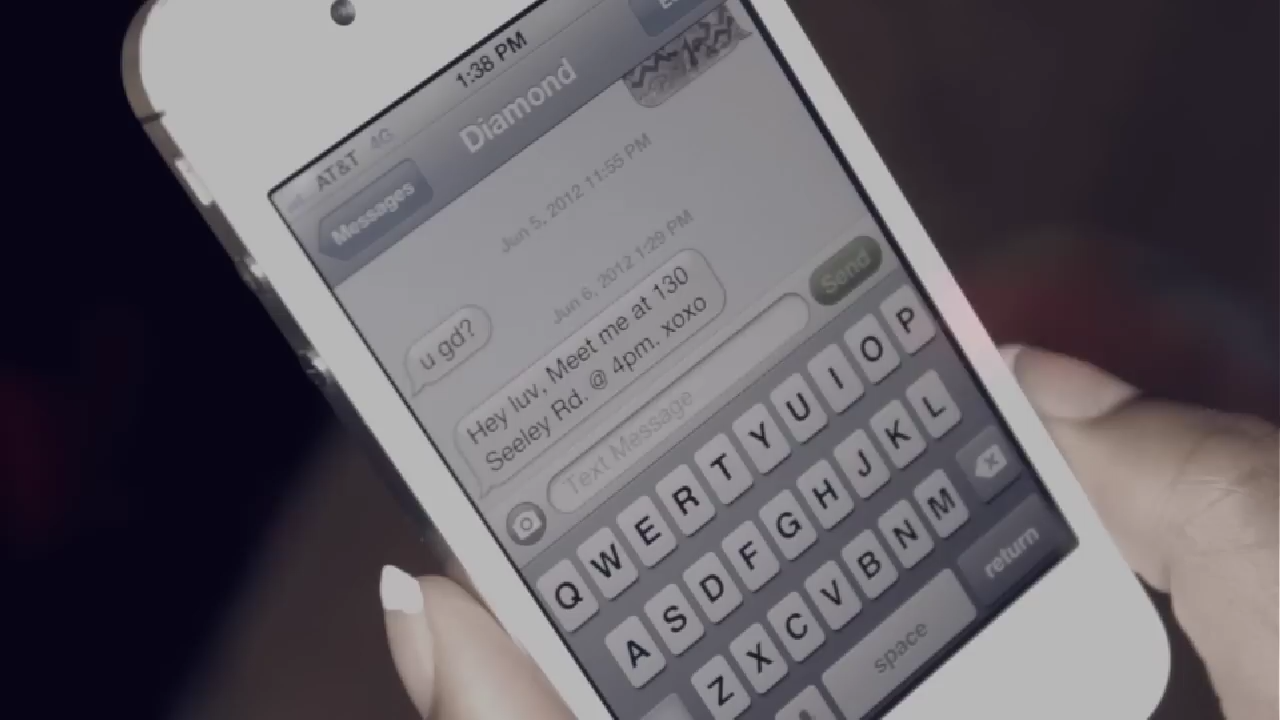 AT&T 4G
1:38 PM
Messages
Diamond
Jun 5, 2012 11:55 PM
u gd?
Jun 6, 2012 1:29 PM
Hey luv, Meet me at 130
Seeley Rd. @ 4pm. xoxo
Text Message
Send
Q W E R T Y U I O P
A S D F G H J K L
Z X C V B N M
space
return